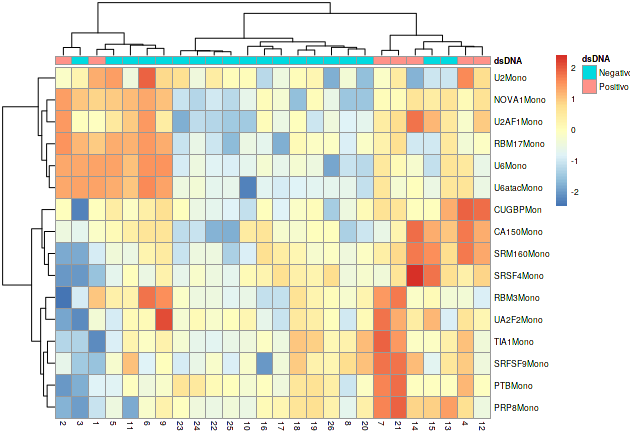 dsDNA
U2Mono
NOVA1Mono
U2AF1Mono
RBM17Mono
U6Mono
U6atacMono
CUGBPMono
CA150Mono
SRM160Mono
SRSF4Mono
RBM3Mono
UA2F2Mono
TIA1Mono
SRFSF9Mono
PTBMono
PRP8Mono
2 3 1 5 11 6 9 23 24 22 25 10 16 17 18 19 26 8 20 7 21 14 15 13 4 12
2
1
0
-1
-2
dsDNA
Negativo
Positivo